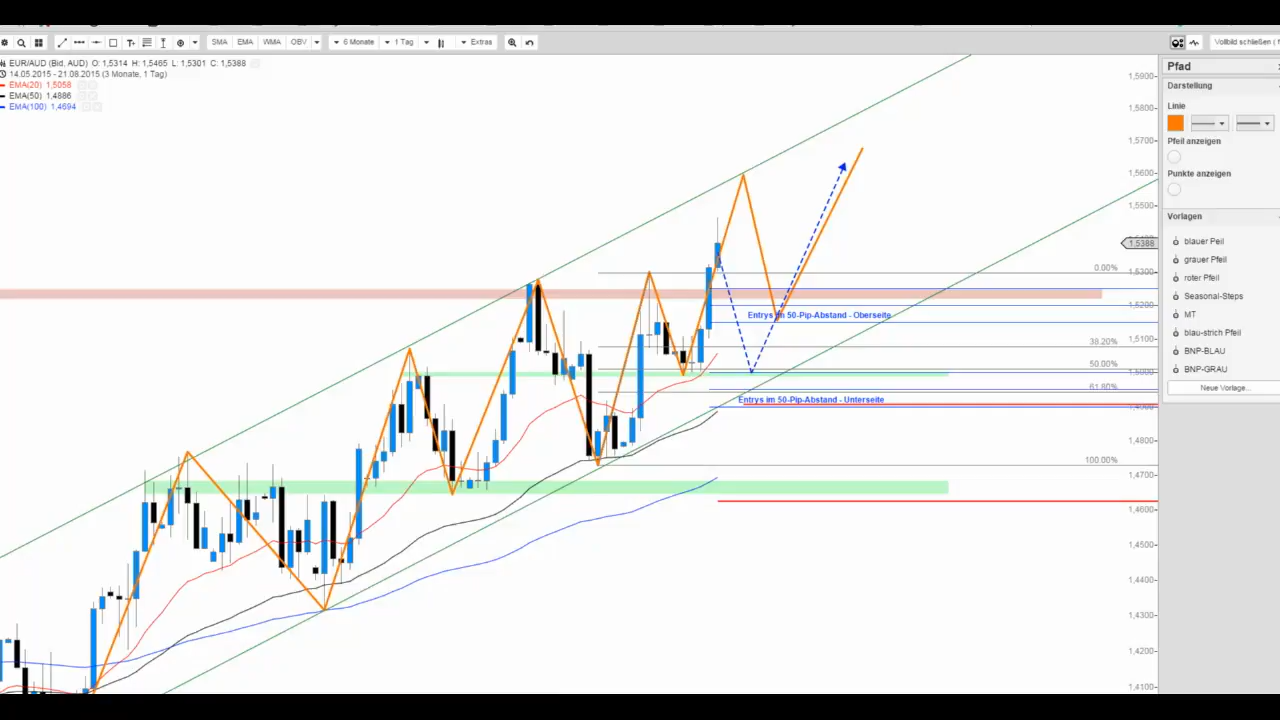 SMA EMA WMA OBV 6 Monate 1 Tag Extras Vollbild schließen
EUR/AUD (Bid, AUD) O: 1,5314 H: 1,5465 L: 1,5301 C: 1,5388
14.05.2015 - 21.08.2015 (3 Monate, 1 Tag)
EMA(20) 1,5058
EMA(50) 1,4886
EMA(100) 1,4694
1,5900
1,5800
1,5700
1,5600
1,5500
1,5388
0.00%
1,5300
1,5200
Entrys im 50-Pip-Abstand - Oberseite
38.20%
1,5100
50.00%
1,5000
61.80%
Entrys im 50-Pip-Abstand - Unterseite
1,4900
1,4800
100.00%
1,4700
1,4600
1,4500
1,4400
1,4300
1,4200
1,4100
Pfad
Darstellung
Linie
Pfeil anzeigen
Punkte anzeigen
Vorlagen
blauer Peil
grauer Pfeil
roter Pfeil
Seasonal-Steps
MT
blau-strich Pfeil
BNP-BLAU
BNP-GRAU
Neue Vorlage...